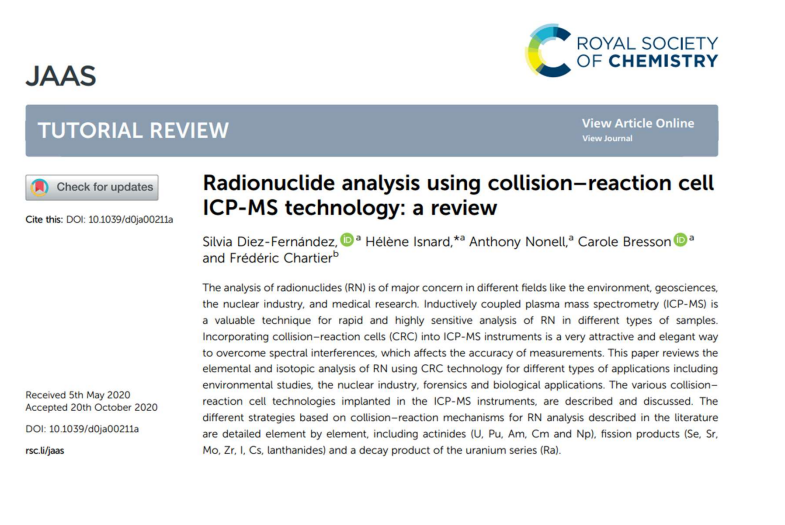 ROYAL SOCIETY
OF CHEMISTRY
JAAS
TUTORIAL REVIEW
View Article Online
View Journal
Check for updates
Cite this: DOI: 10.1039/d0ja00211a
Radionuclide analysis using collision–reaction cell
ICP-MS technology: a review
Silvia Diez-Fernández, iD a Hélène Isnard,*a Anthony Nonell,a Carole Bresson iD a
and Frédéric Chartierb
The analysis of radionuclides (RN) is of major concern in different fields like the environment, geosciences,
the nuclear industry, and medical research. Inductively coupled plasma mass spectrometry (ICP-MS) is
a valuable technique for rapid and highly sensitive analysis of RN in different types of samples.
Incorporating collision–reaction cells (CRC) into ICP-MS instruments is a very attractive and elegant way
to overcome spectral interferences, which affects the accuracy of measurements. This paper reviews the
elemental and isotopic analysis of RN using CRC technology for different types of applications including
environmental studies, the nuclear industry, forensics and biological applications. The various collision–
reaction cell technologies implanted in the ICP-MS instruments, are described and discussed. The
different strategies based on collision–reaction mechanisms for RN analysis described in the literature
are detailed element by element, including actinides (U, Pu, Am, Cm and Np), fission products (Se, Sr,
Mo, Zr, I, Cs, lanthanides) and a decay product of the uranium series (Ra).
Received 5th May 2020
Accepted 20th October 2020
DOI: 10.1039/d0ja00211a
rsc.li/jaas